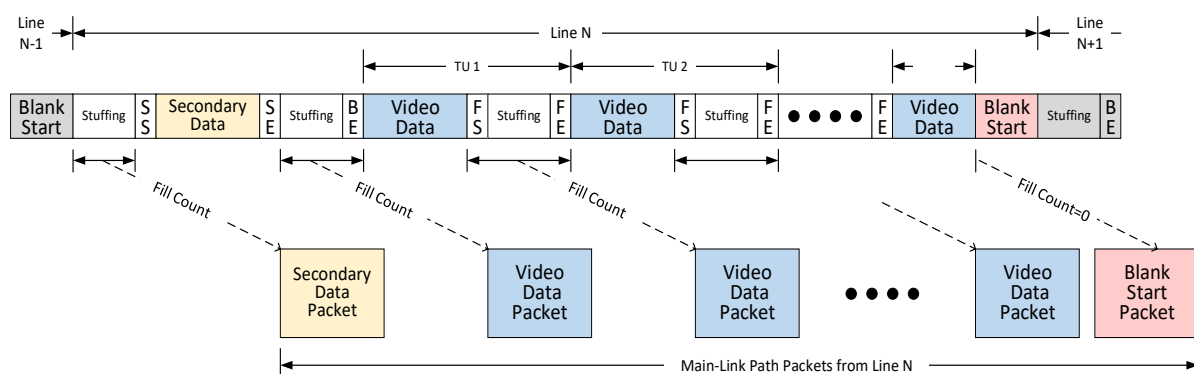 Line
N-1
Line N
Line
N+1
TU 1
TU 2
Blank
Start
Stuffing
S
S
Secondary
Data
S
E
Stuffing
B
E
Video
Data
F
S
Stuffing
F
E
Video
Data
F
S
Stuffing
F
E
F
E
Video
Data
Blank
Start
Stuffing
B
E
Fill Count
Fill Count
Fill Count
Fill Count=0
Secondary
Data
Packet
Video
Data
Packet
Video
Data
Packet
Video
Data
Packet
Blank
Start
Packet
Main-Link Path Packets from Line N